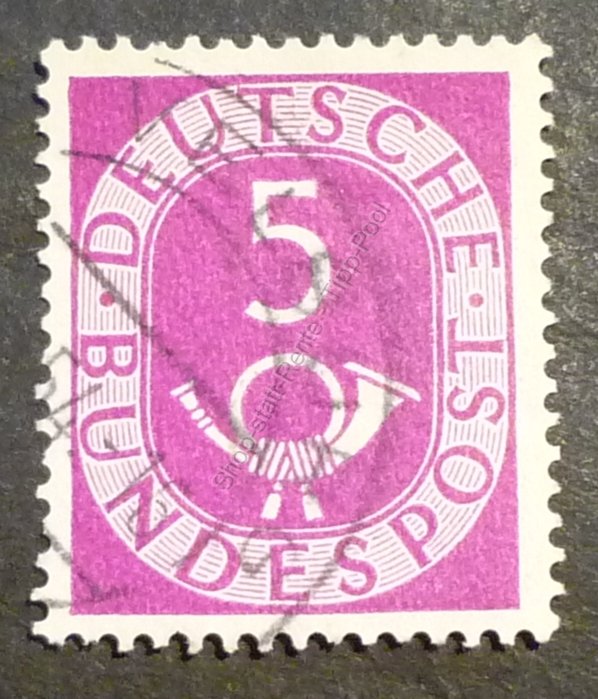 DEUTSCHE
5
BUNDESPOST
Shop-statt-Rente-Tipp-Pool